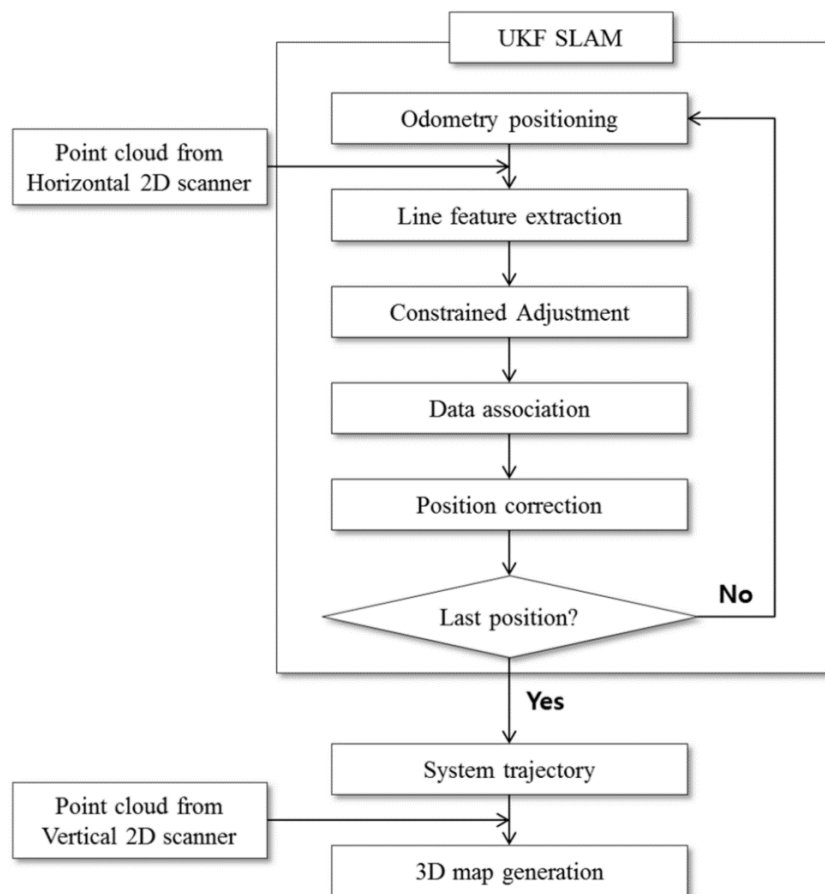 UKF SLAM
Odometry positioning
Point cloud from
Horizontal 2D scanner
Line feature extraction
Constrained Adjustment
Data association
Position correction
Last position?
No
Yes
System trajectory
Point cloud from
Vertical 2D scanner
3D map generation